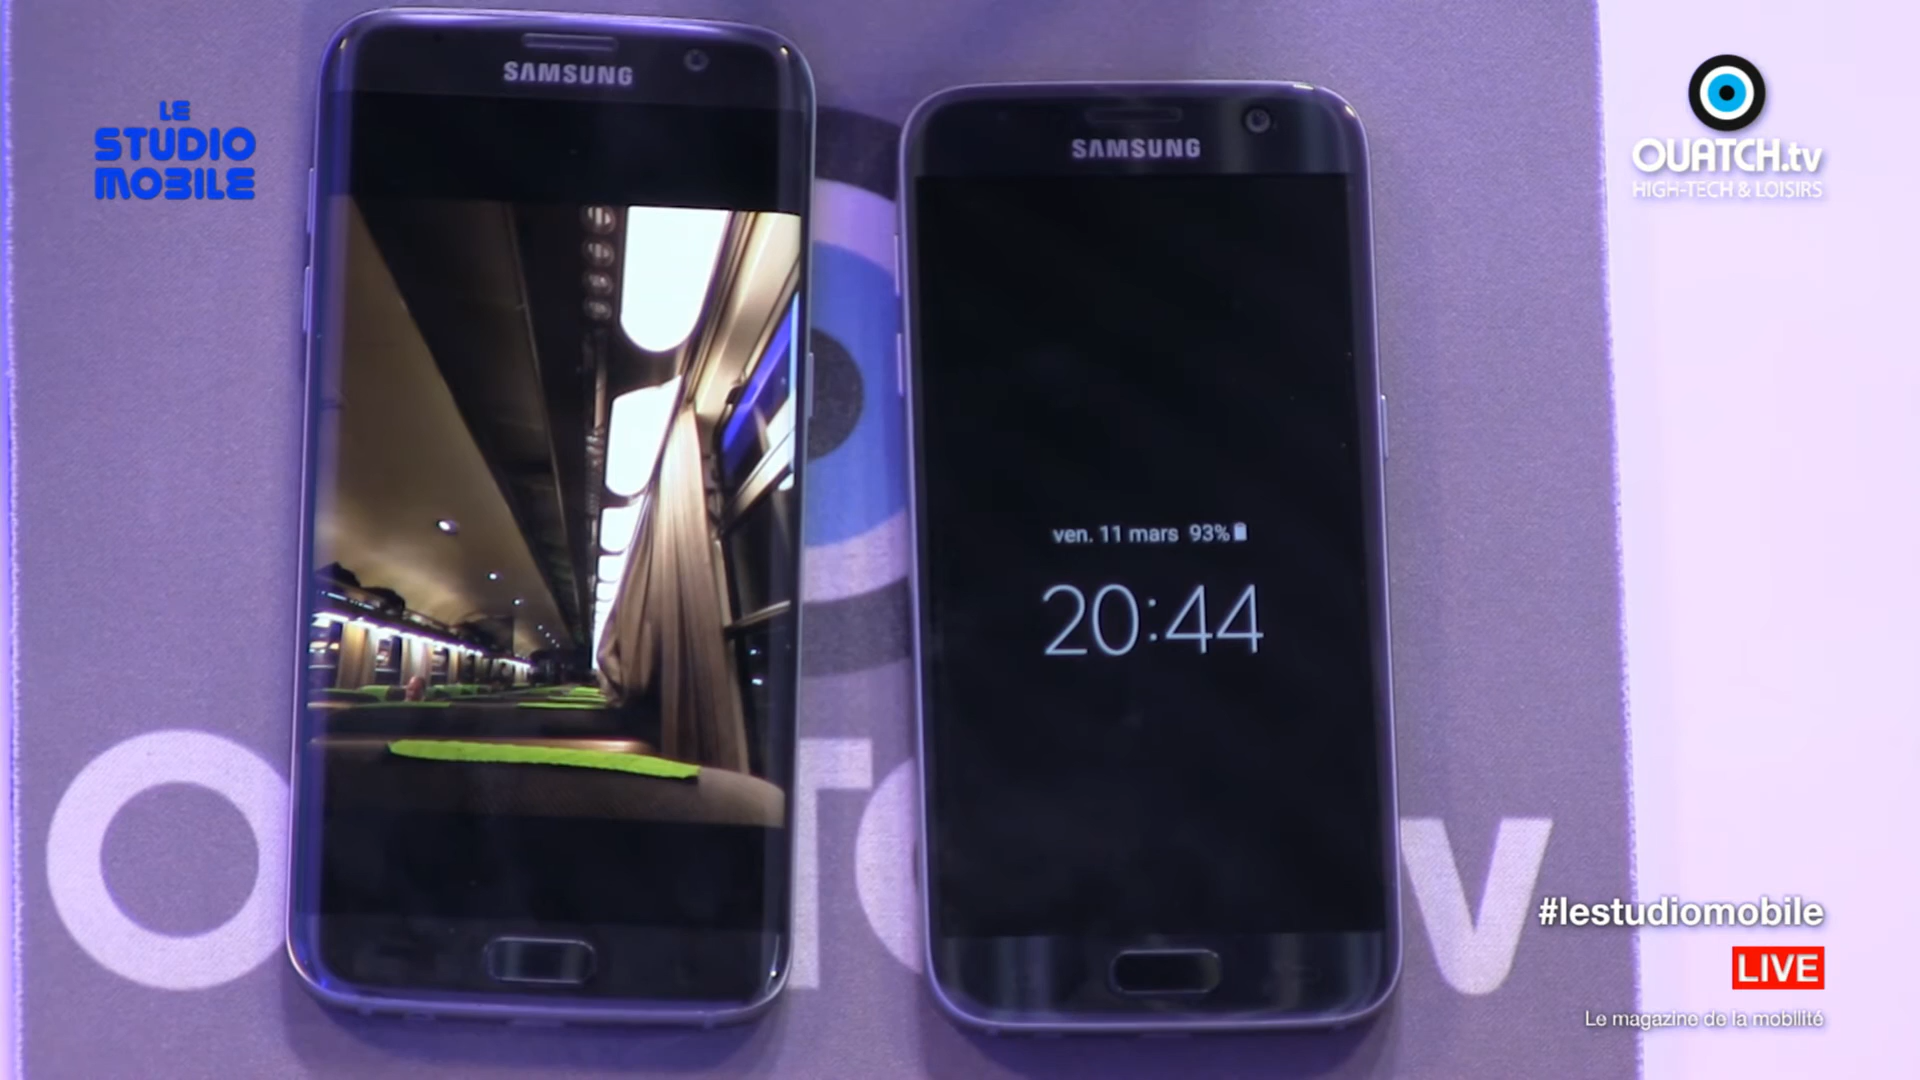 LE
STUDIO
MOBILE
SAMSUNG
SAMSUNG
OUATCH.tv
HIGH-TECH & LOISIRS
ven. 11 mars 93%
20:44
#lestudiomobile
LIVE
Le magazine de la mobilité